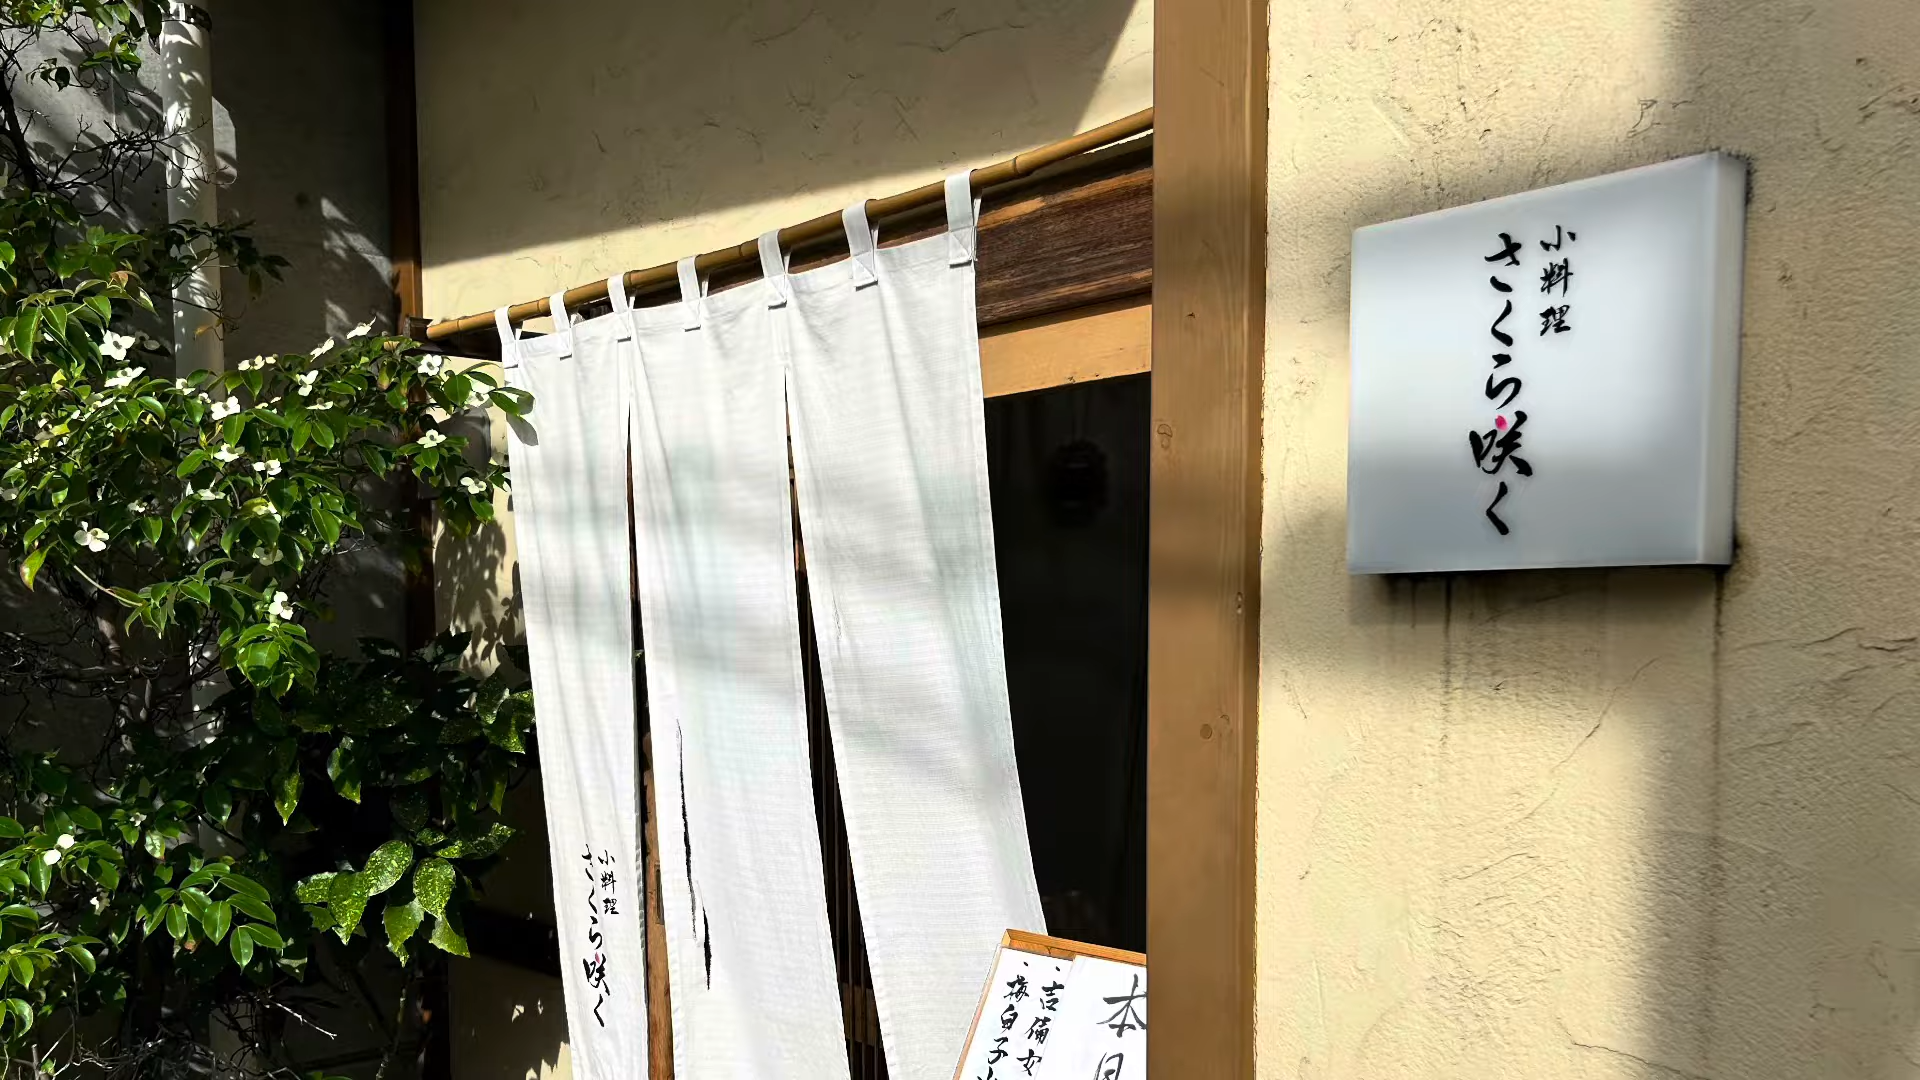 小料理
さくら咲く
小料理
さくら咲く
本日
・吉備女
・梅白子